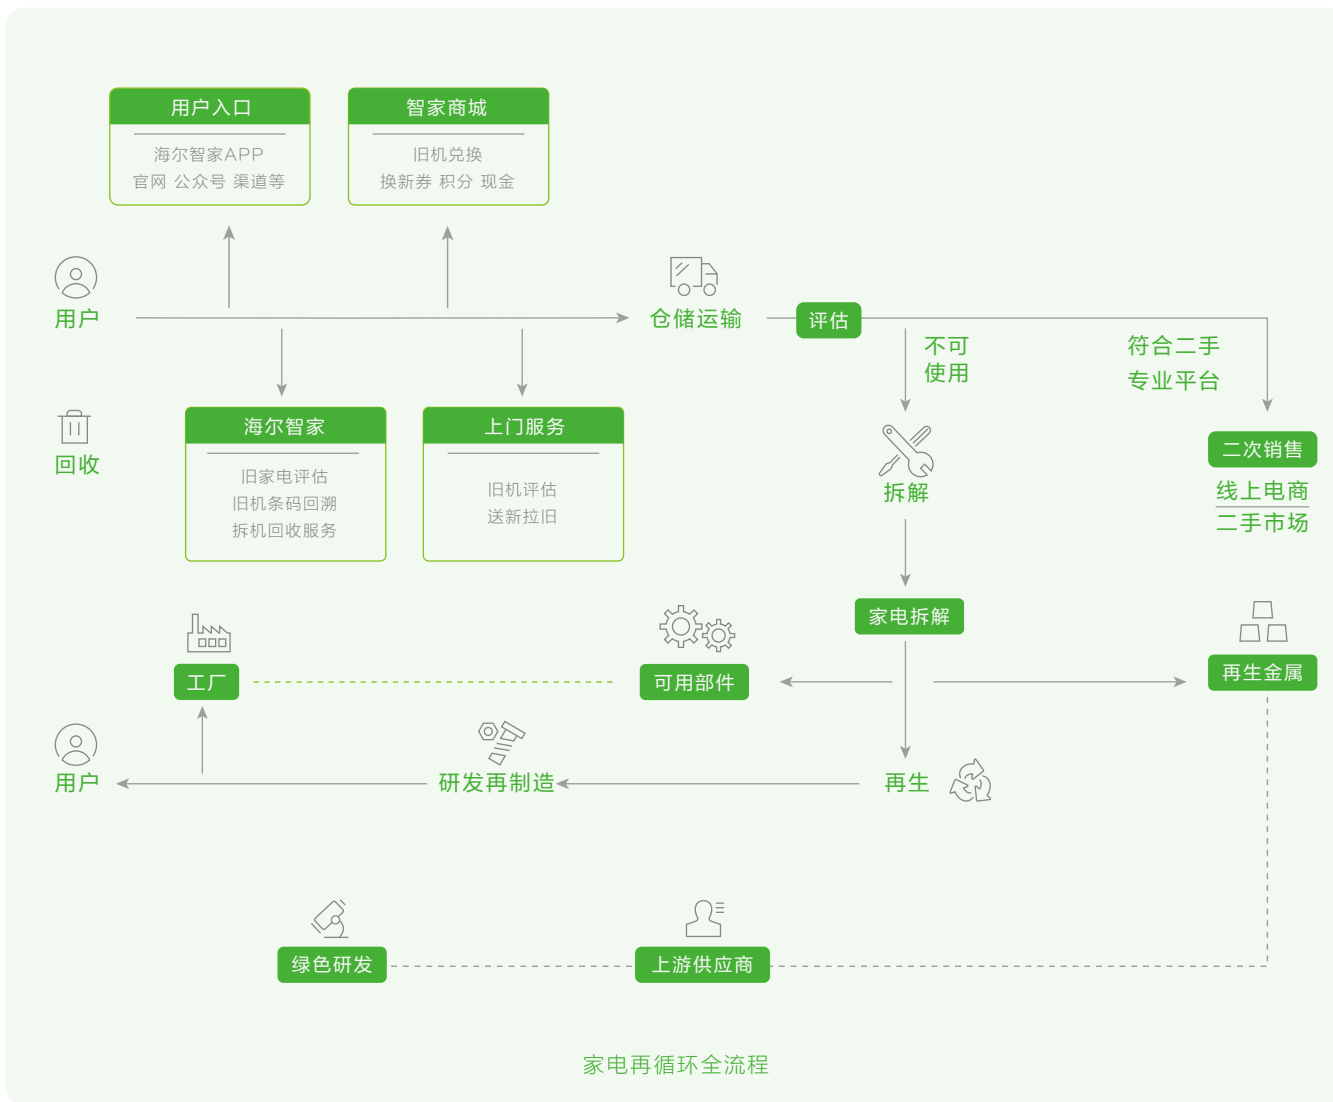 用户入口
海尔智家APP
官网 公众号 渠道等
智家商城
旧机兑换
换新券 积分 现金
用户
仓储运输
评估
不可
使用
符合二手
专业平台
回收
海尔智家
旧家电评估
旧机条码回溯
拆机回收服务
上门服务
旧机评估
送新拉旧
拆解
二次销售
线上电商
二手市场
家电拆解
工厂
可用部件
再生金属
用户
研发再制造
再生
绿色研发
上游供应商
家电再循环全流程